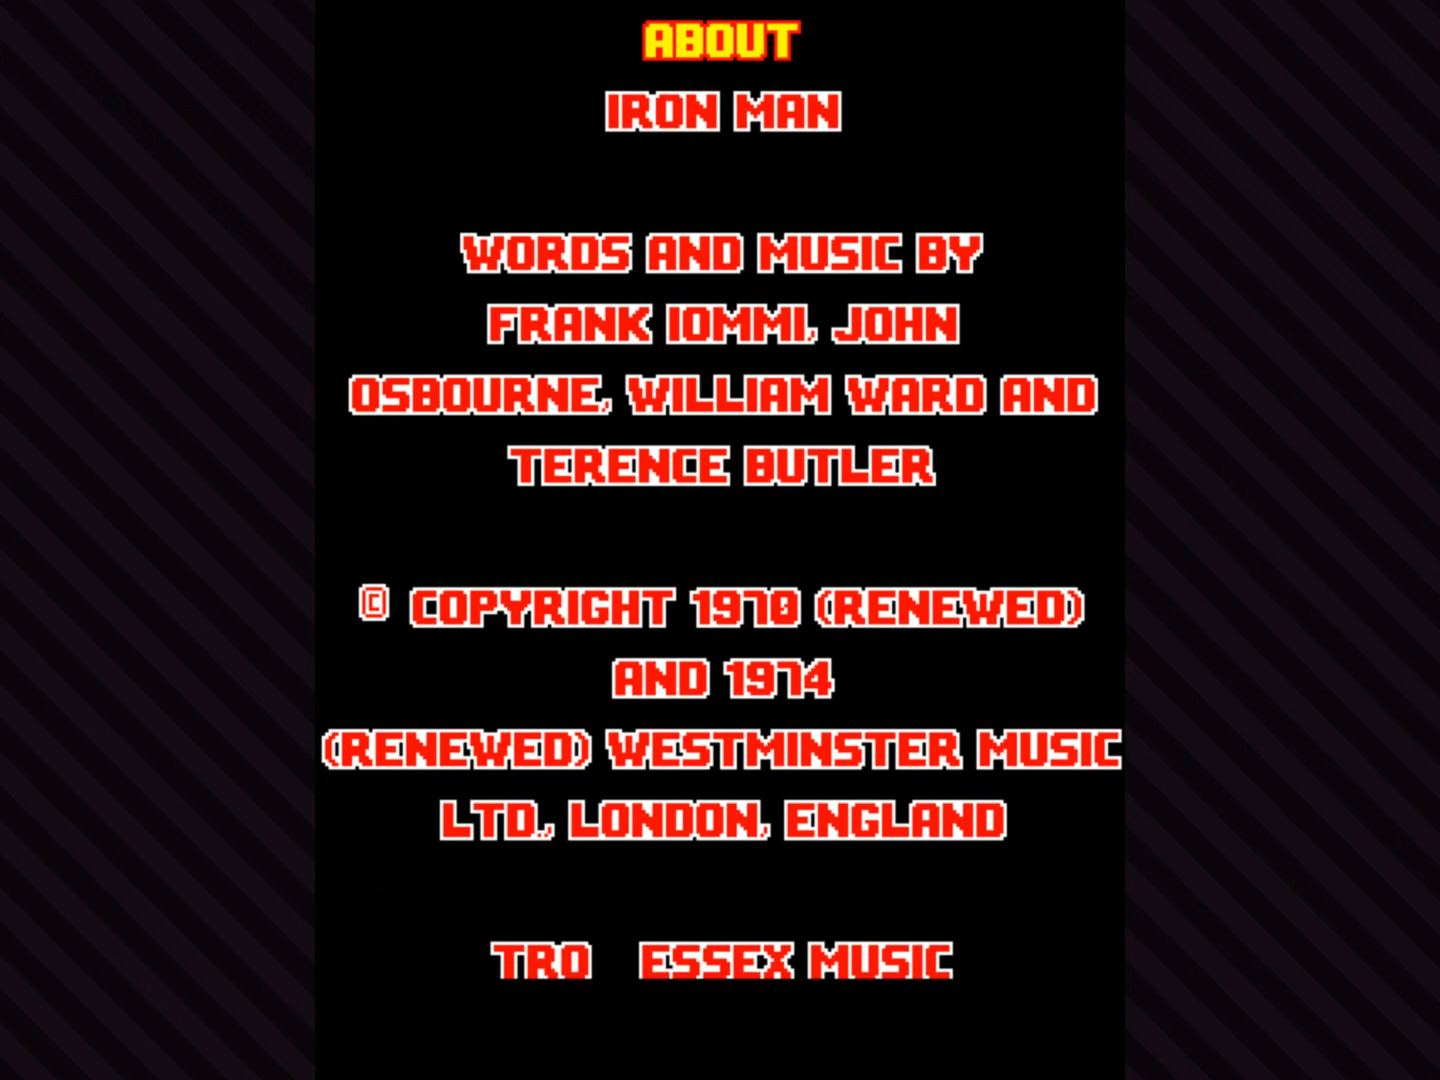 ABOUT
IRON MAN
WORDS AND MUSIC BY
FRANK IOMMI, JOHN
OSBOURNE, WILLIAM WARD AND
TERENCE BUTLER
© COPYRIGHT 1970 (RENEWED)
AND 1974
(RENEWED) WESTMINSTER MUSIC
LTD., LONDON, ENGLAND
TRO ESSEX MUSIC